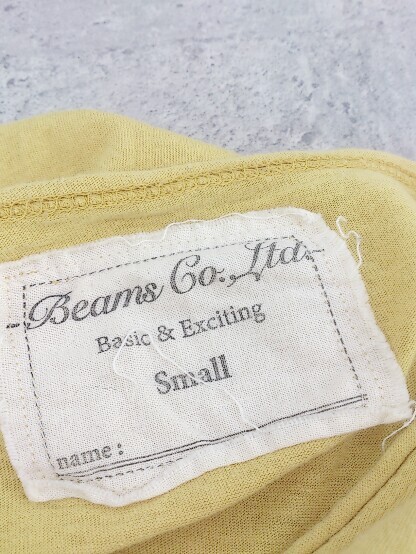 Beams Co., Ltd.
Basic & Exciting
Small
name: